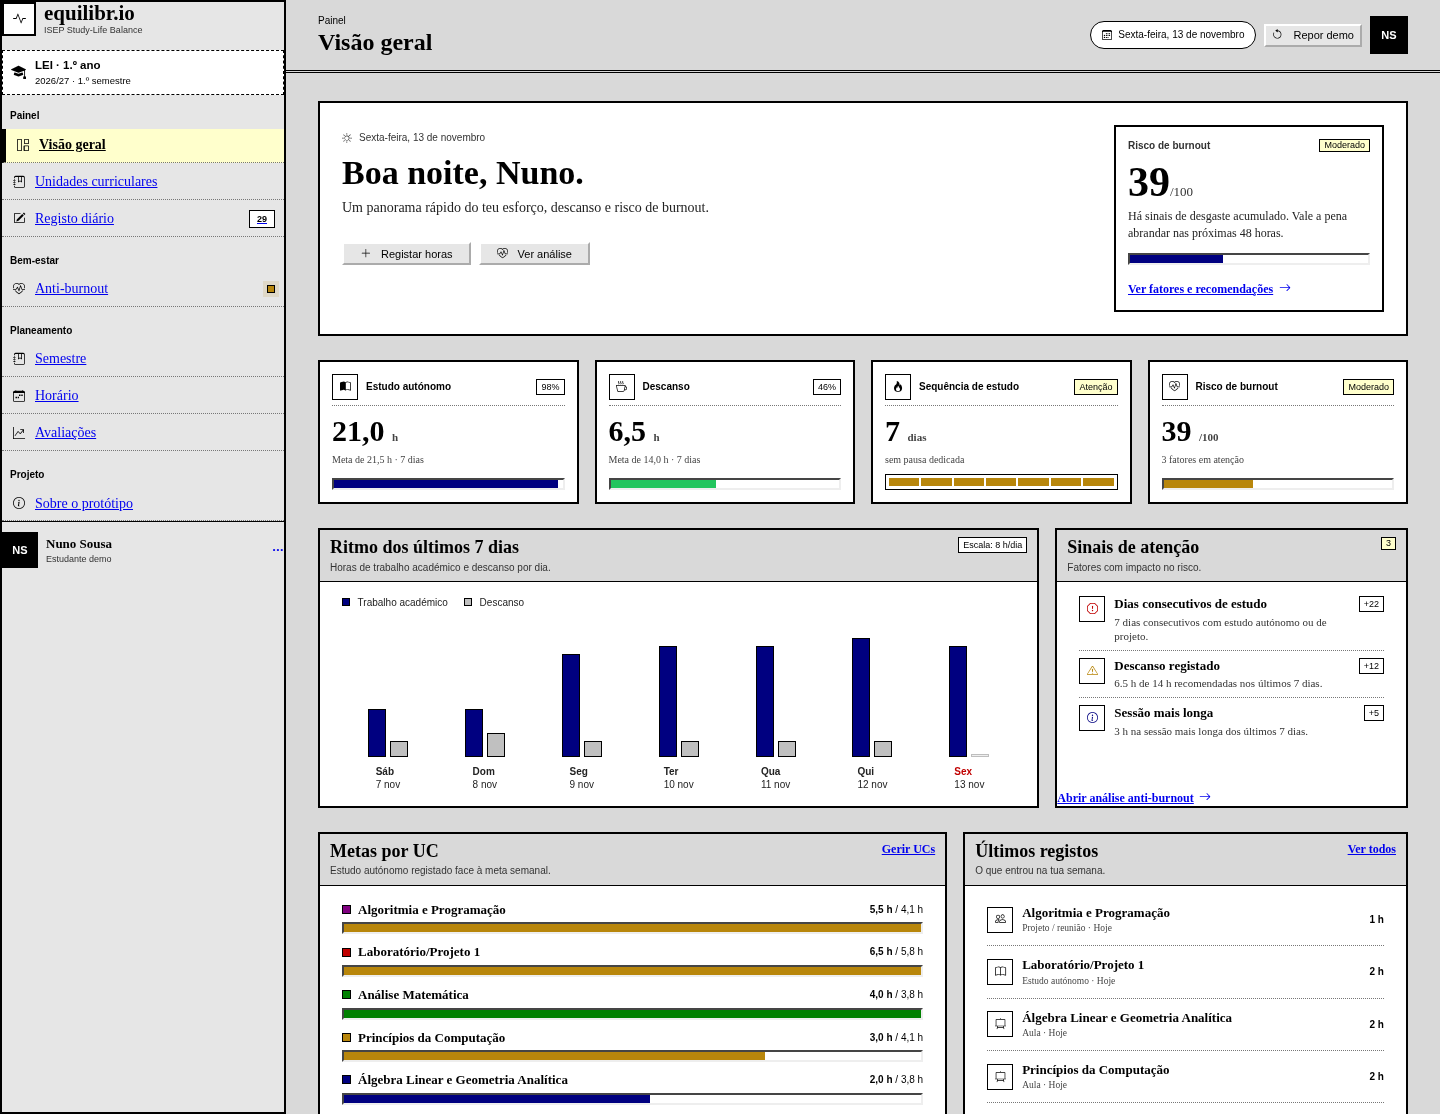 equilibr.io
ISEP Study-Life Balance
LEI · 1.º ano
2026/27 · 1.º semestre
Painel
Visão geral
Unidades curriculares
Registo diário
29
Bem-estar
Anti-burnout
Planeamento
Semestre
Horário
Avaliações
Projeto
Sobre o protótipo
NS
Nuno Sousa
Estudante demo
...
Painel
Visão geral
Sexta-feira, 13 de novembro
Repor demo
NS
Sexta-feira, 13 de novembro
Boa noite, Nuno.
Um panorama rápido do teu esforço, descanso e risco de burnout.
Registar horas
Ver análise
Risco de burnout
Moderado
39/100
Há sinais de desgaste acumulado. Vale a pena
abrandar nas próximas 48 horas.
Ver fatores e recomendações →
Estudo autónomo
98%
21,0 h
Meta de 21,5 h · 7 dias
Descanso
46%
6,5 h
Meta de 14,0 h · 7 dias
Sequência de estudo
Atenção
7 dias
sem pausa dedicada
Risco de burnout
Moderado
39 /100
3 fatores em atenção
Ritmo dos últimos 7 dias
Horas de trabalho académico e descanso por dia.
Escala: 8 h/dia
Trabalho académico
Descanso
Sáb
7 nov
Dom
8 nov
Seg
9 nov
Ter
10 nov
Qua
11 nov
Qui
12 nov
Sex
13 nov
Sinais de atenção
3
Fatores com impacto no risco.
Dias consecutivos de estudo
+22
7 dias consecutivos com estudo autónomo ou de
projeto.
Descanso registado
+12
6.5 h de 14 h recomendadas nos últimos 7 dias.
Sessão mais longa
+5
3 h na sessão mais longa dos últimos 7 dias.
Abrir análise anti-burnout →
Metas por UC
Gerir UCs
Estudo autónomo registado face à meta semanal.
Algoritmia e Programação
5,5 h / 4,1 h
Laboratório/Projeto 1
6,5 h / 5,8 h
Análise Matemática
4,0 h / 3,8 h
Princípios da Computação
3,0 h / 4,1 h
Álgebra Linear e Geometria Analítica
2,0 h / 3,8 h
Últimos registos
Ver todos
O que entrou na tua semana.
Algoritmia e Programação
Projeto / reunião · Hoje
1 h
Laboratório/Projeto 1
Estudo autónomo · Hoje
2 h
Álgebra Linear e Geometria Analítica
Aula · Hoje
2 h
Princípios da Computação
Aula · Hoje
2 h